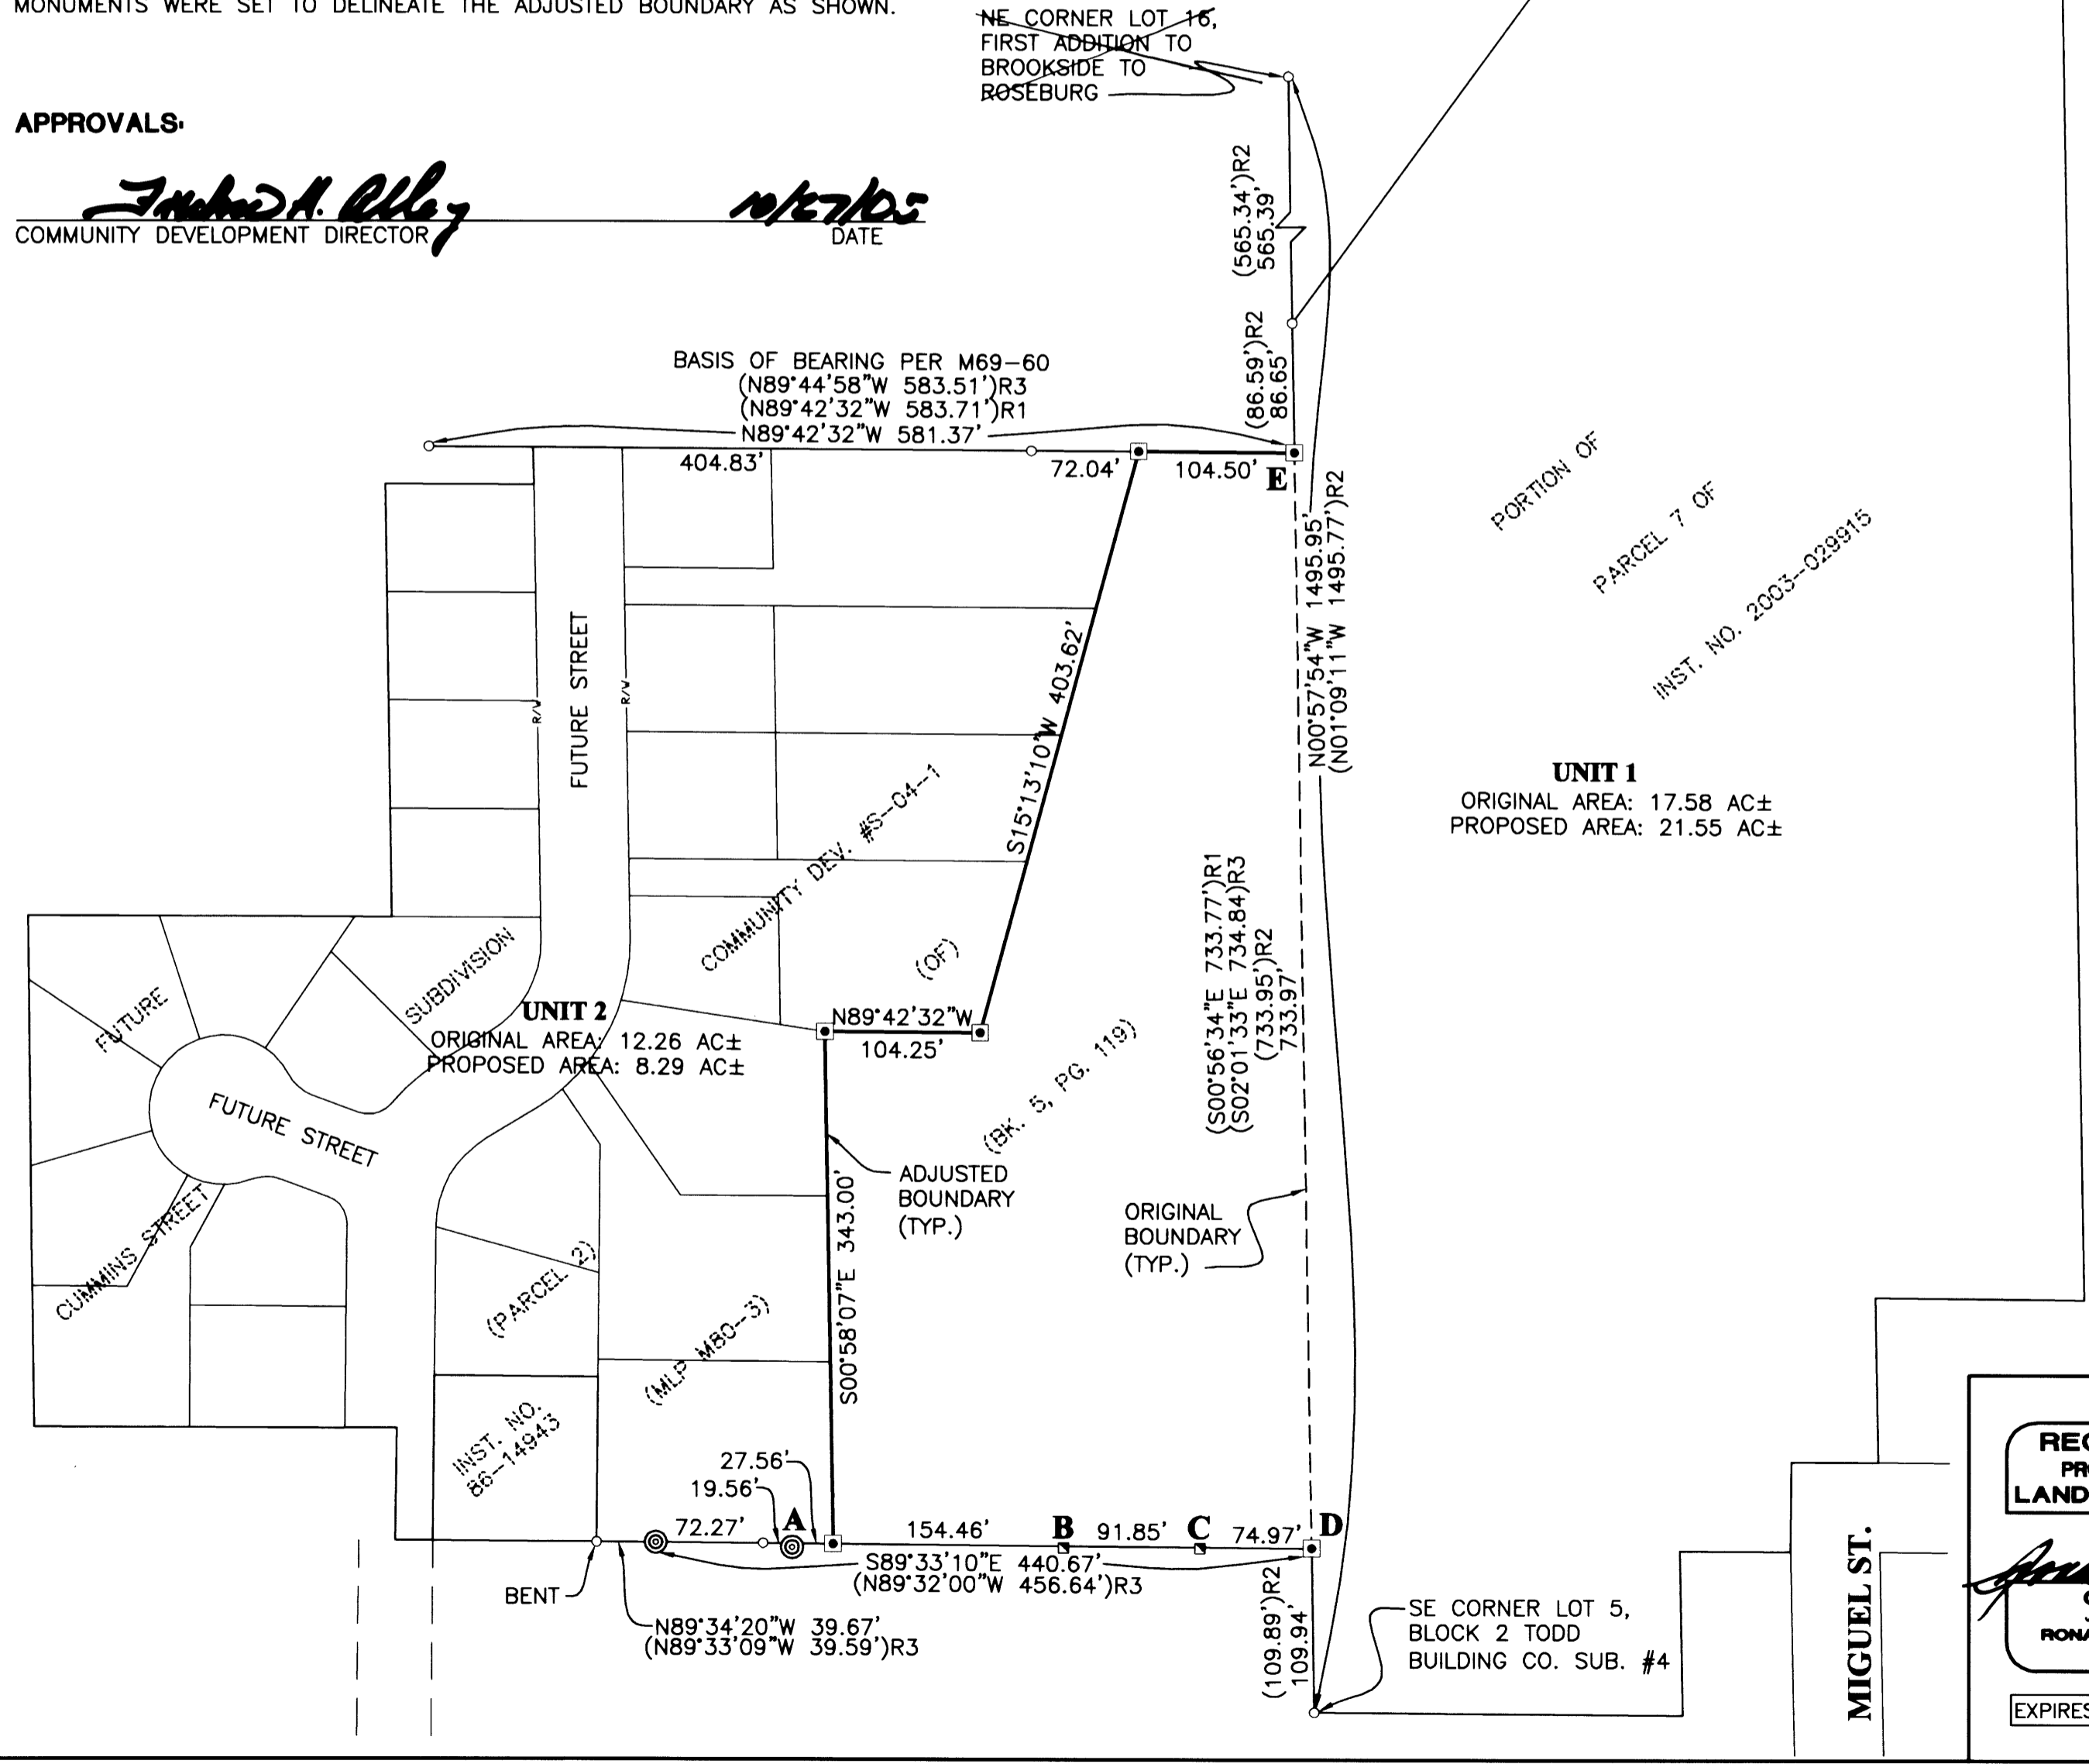 MONUMENTS WERE SET TO DELINEATE THE ADJUSTED BOUNDARY AS SHOWN.
NE CORNER LOT 16,
FIRST ADDITION TO
BROOKSIDE TO
ROSEBURG
APPROVALS:
10/27/05
COMMUNITY DEVELOPMENT DIRECTOR
DATE
(565.34')R2
565.39'
(86.59')R2
86.65'
BASIS OF BEARING PER M69-60
(N89°44'58"W 583.51')R3
(N89°42'32"W 583.71')R1
N89°42'32"W 581.37'
404.83'
72.04'
104.50'
E
N00°57'54"W 1495.95'
(N01°09'11"W 1495.77')R2
PORTION OF
PARCEL 7 OF
INST. NO. 2003-029915
FUTURE STREET
R/W
R/W
S15°13'10"W 403.62'
UNIT 1
ORIGINAL AREA: 17.58 AC±
PROPOSED AREA: 21.55 AC±
COMMUNITY DEV. #S-04-1
(OF)
(S00°56'34"E 733.77')R1
(S02°01'33"E 734.84)R3
(733.95')R2
733.97'
FUTURE
SUBDIVISION
UNIT 2
ORIGINAL AREA: 12.26 AC±
PROPOSED AREA: 8.29 AC±
N89°42'32"W
104.25'
(BK. 5, PG. 119)
FUTURE STREET
ADJUSTED
BOUNDARY
(TYP.)
ORIGINAL
BOUNDARY
(TYP.)
S00°58'07"E 343.00'
CUMMINS STREET
(PARCEL 2)
(MLP M80-3)
INST. NO.
86-14943
27.56'
19.56'
72.27'
A
154.46'
B
91.85'
C
74.97'
D
S89°33'10"E 440.67'
(N89°32'00"W 456.64')R3
BENT
N89°34'20"W 39.67'
(N89°33'09"W 39.59')R3
(109.89')R2
109.94'
SE CORNER LOT 5,
BLOCK 2 TODD
BUILDING CO. SUB. #4
MIGUEL ST.
REG
PR
LAND
RONA
EXPIRES